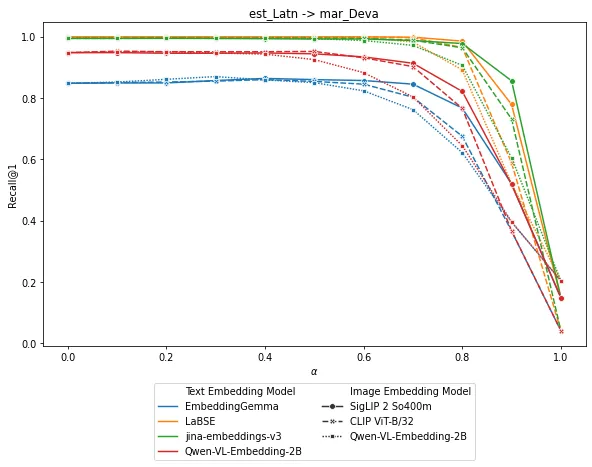 est_Latn -> mar_Deva
Recall@1
1.0
0.8
0.6
0.4
0.2
0.0
0.0 0.2 0.4 0.6 0.8 1.0
α
Text Embedding Model Image Embedding Model
EmbeddingGemma SigLIP 2 So400m
LaBSE CLIP ViT-B/32
jina-embeddings-v3 Qwen-VL-Embedding-2B
Qwen-VL-Embedding-2B